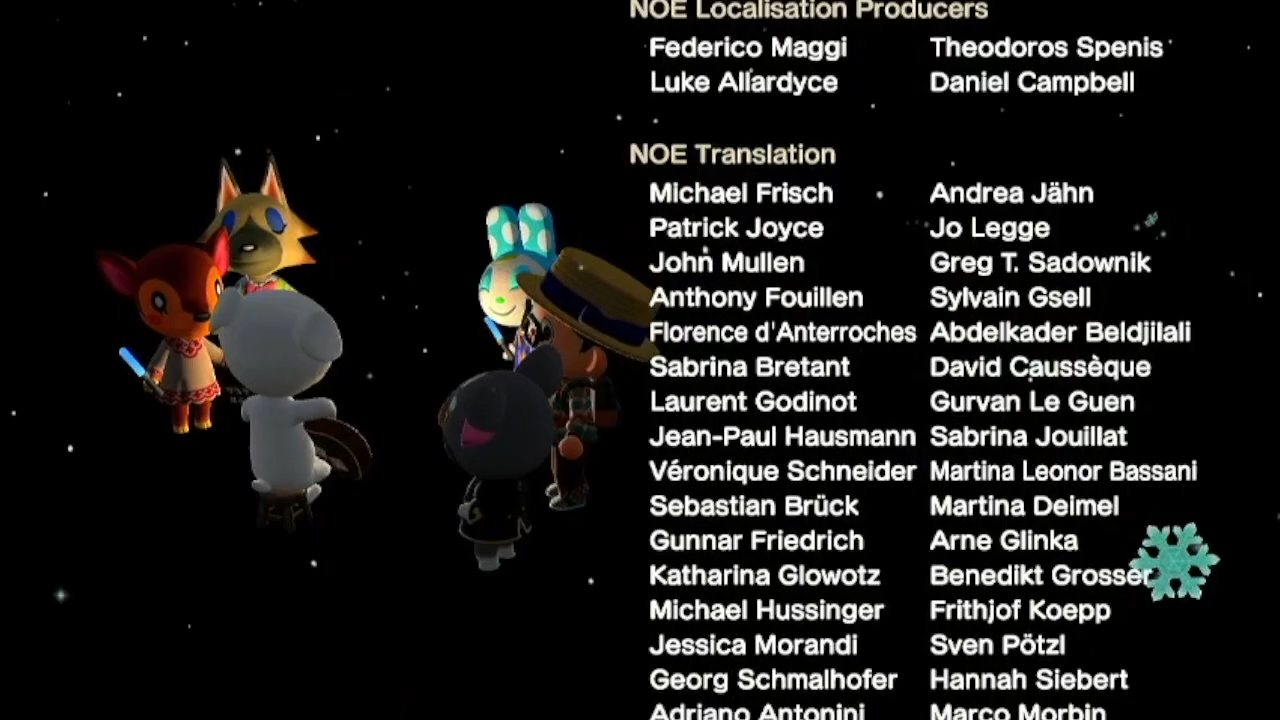 NOE Localisation Producers
Federico Maggi Theodoros Spenis
Luke Allardyce Daniel Campbell
NOE Translation
Michael Frisch Andrea Jähn
Patrick Joyce Jo Legge
John Mullen Greg T. Sadownik
Anthony Fouillen Sylvain Gsell
Florence d'Anterroches Abdelkader Beldjilali
Sabrina Bretant David Caussèque
Laurent Godinot Gurvan Le Guen
Jean-Paul Hausmann Sabrina Jouillat
Véronique Schneider Martina Leonor Bassani
Sebastian Brück Martina Deimel
Gunnar Friedrich Arne Glinka
Katharina Glowotz Benedikt Grosser
Michael Hussinger Frithjof Koepp
Jessica Morandi Sven Pötzl
Georg Schmalhofer Hannah Siebert
Adriano Antonini Marco Morbin